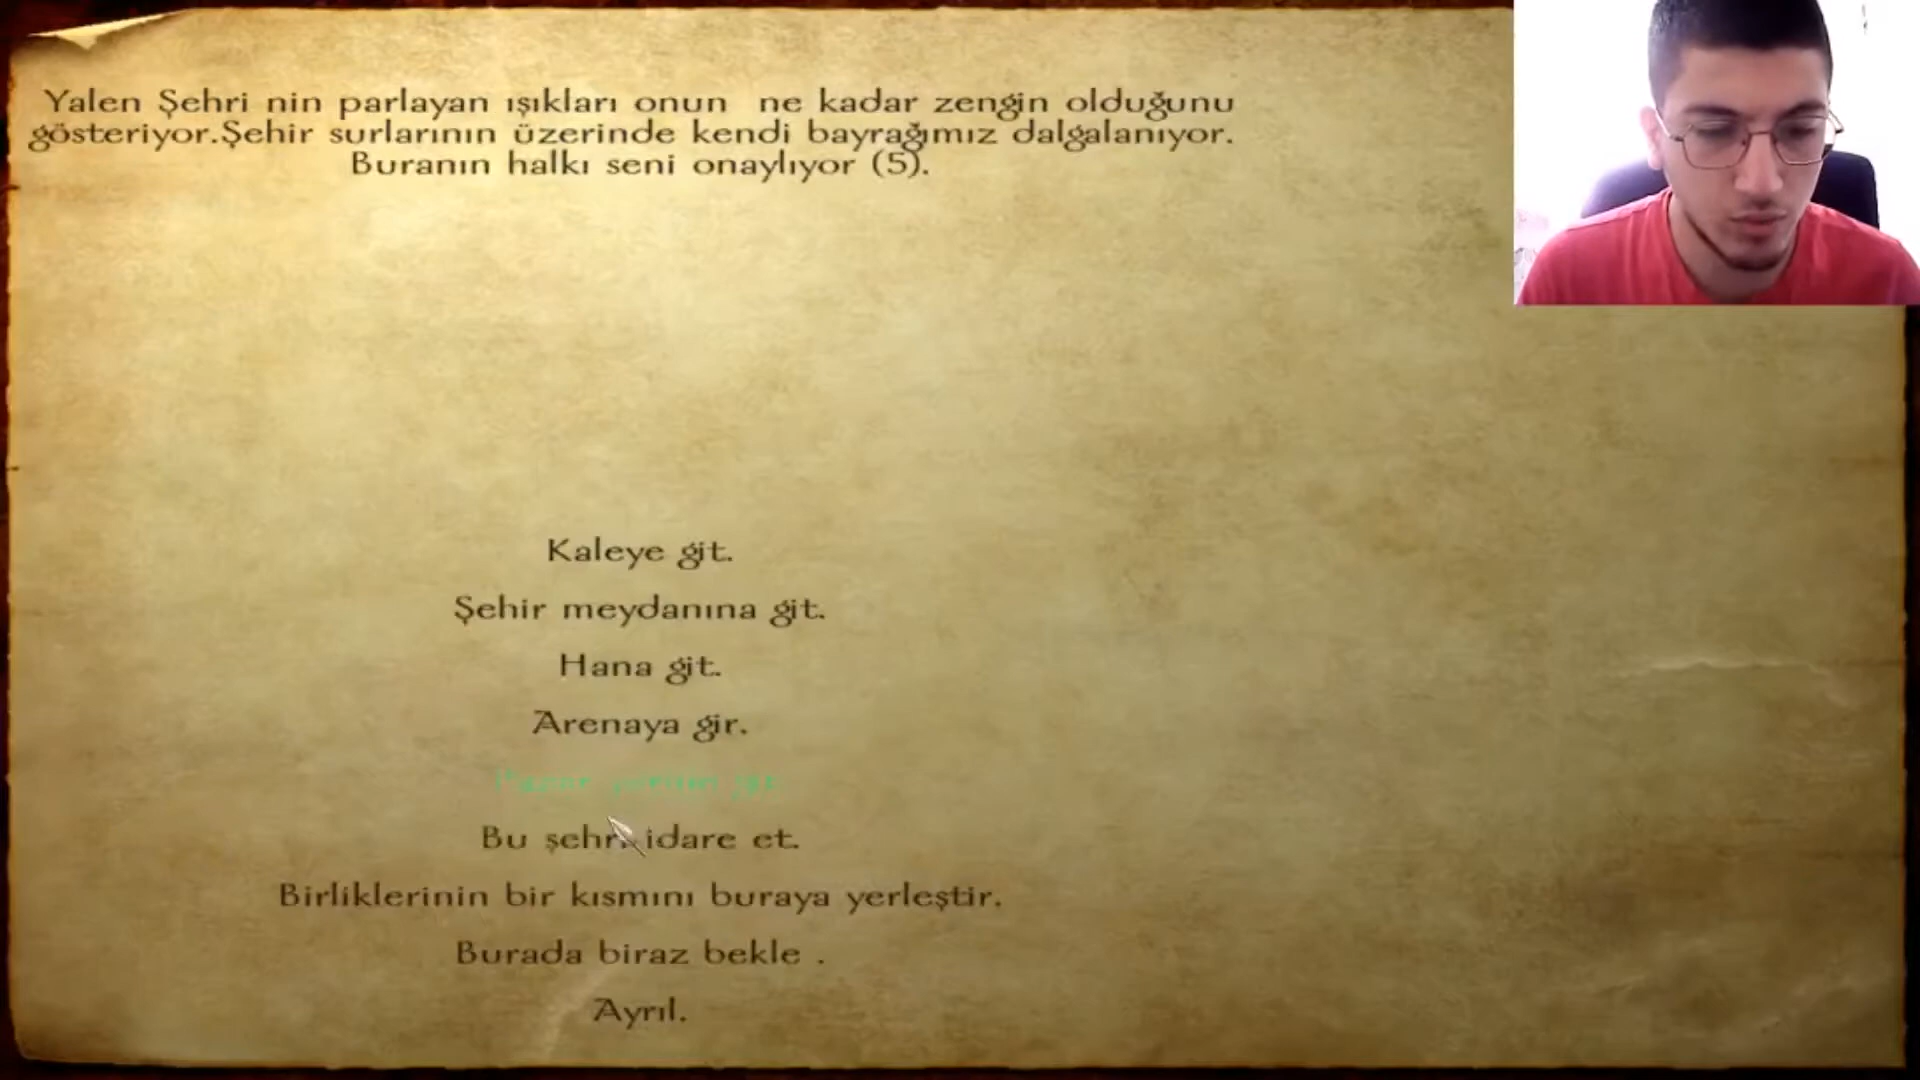 Yalen Şehri nin parlayan ışıkları onun ne kadar zengin olduğunu
gösteriyor.Şehir surlarının üzerinde kendi bayrağımız dalgalanıyor.
Buranın halkı seni onaylıyor (5).
Kaleye git.
Şehir meydanına git.
Hana git.
Arenaya gir.
Pazar git.
Bu şehri idare et.
Birliklerinin bir kısmını buraya yerleştir.
Burada biraz bekle .
Ayrıl.